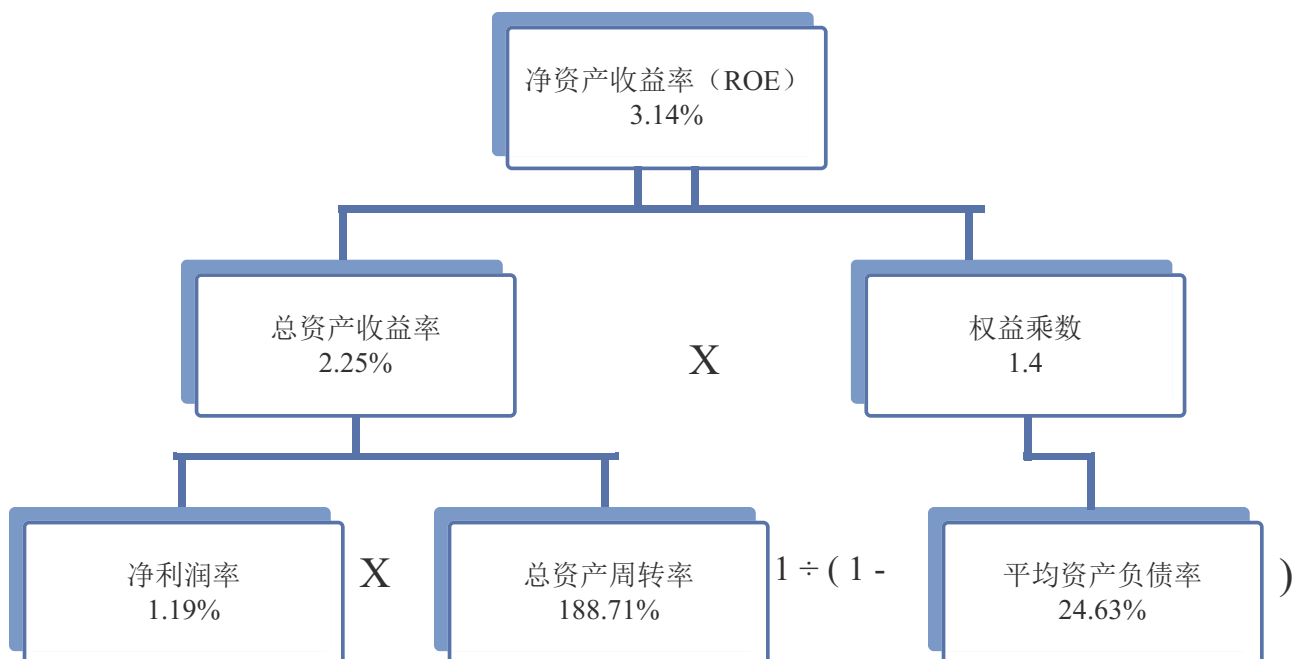 净资产收益率（ROE）
3.14%
总资产收益率
2.25%
X
权益乘数
1.4
净利润率
1.19%
X
总资产周转率
188.71%
1 ÷ ( 1 -
平均资产负债率
24.63%
)